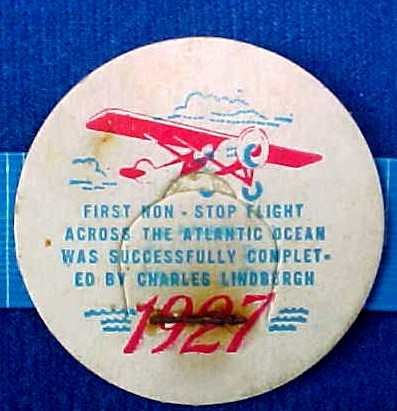 FIRST NON - STOP FLIGHT
ACROSS THE ATLANTIC OCEAN
WAS SUCCESSFULLY COMPLET-
ED BY CHARLES LINDBERGH
1927